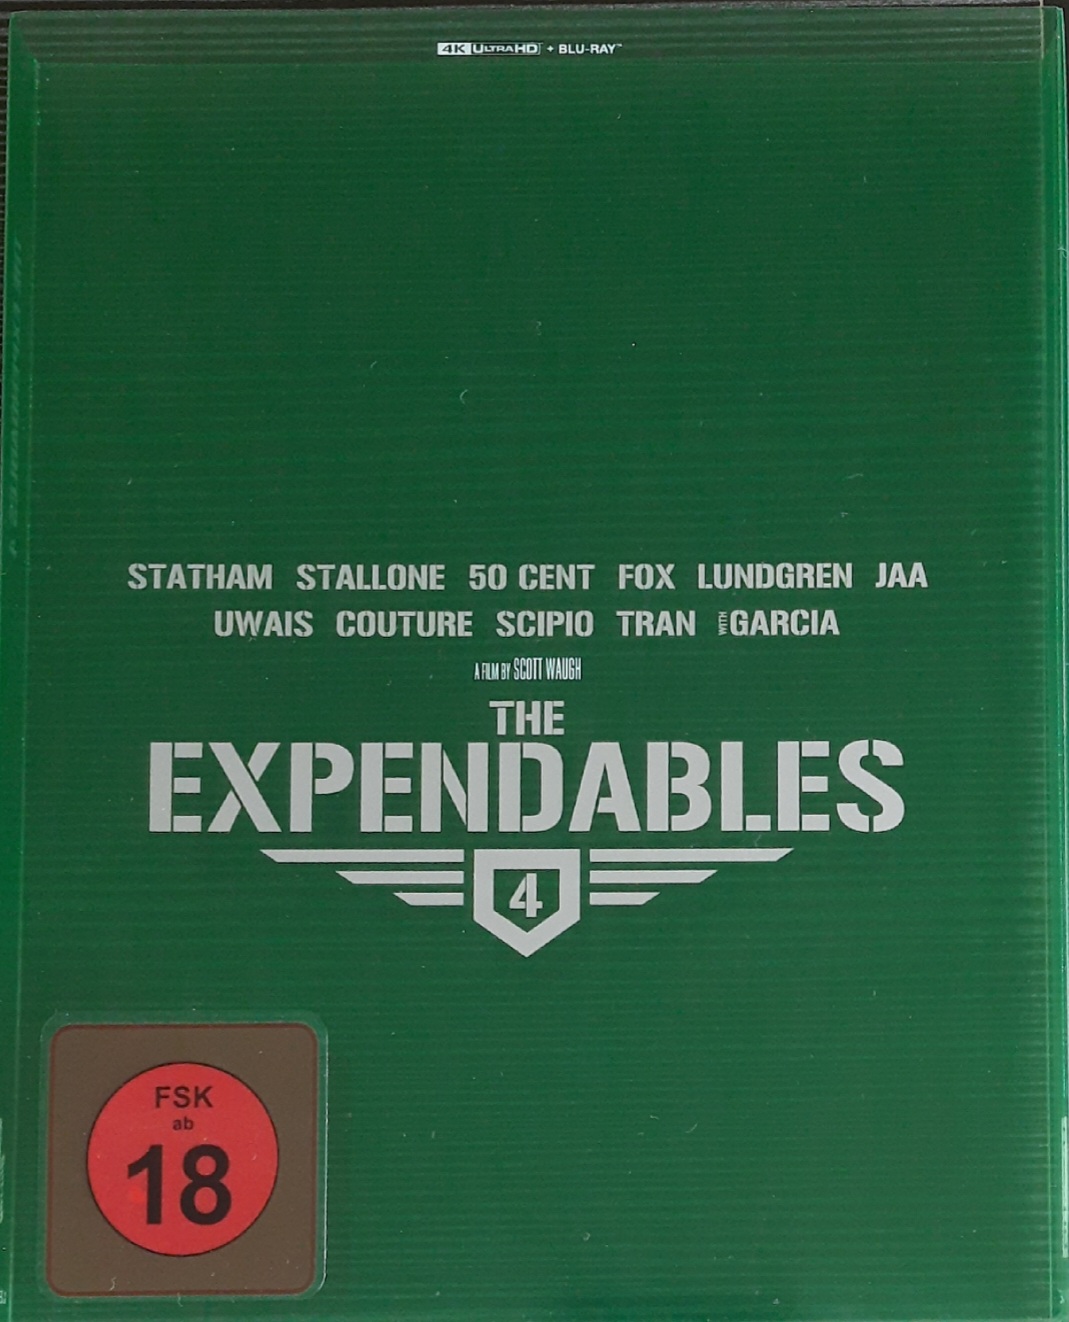 4K ULTRA HD + BLU-RAY™
STATHAM STALLONE 50 CENT FOX LUNDGREN JAA
UWAIS COUTURE SCIPIO TRAN WITH GARCIA
A FILM BY SCOTT WAUGH
THE
EXPENDABLES
4
FSK
ab
18